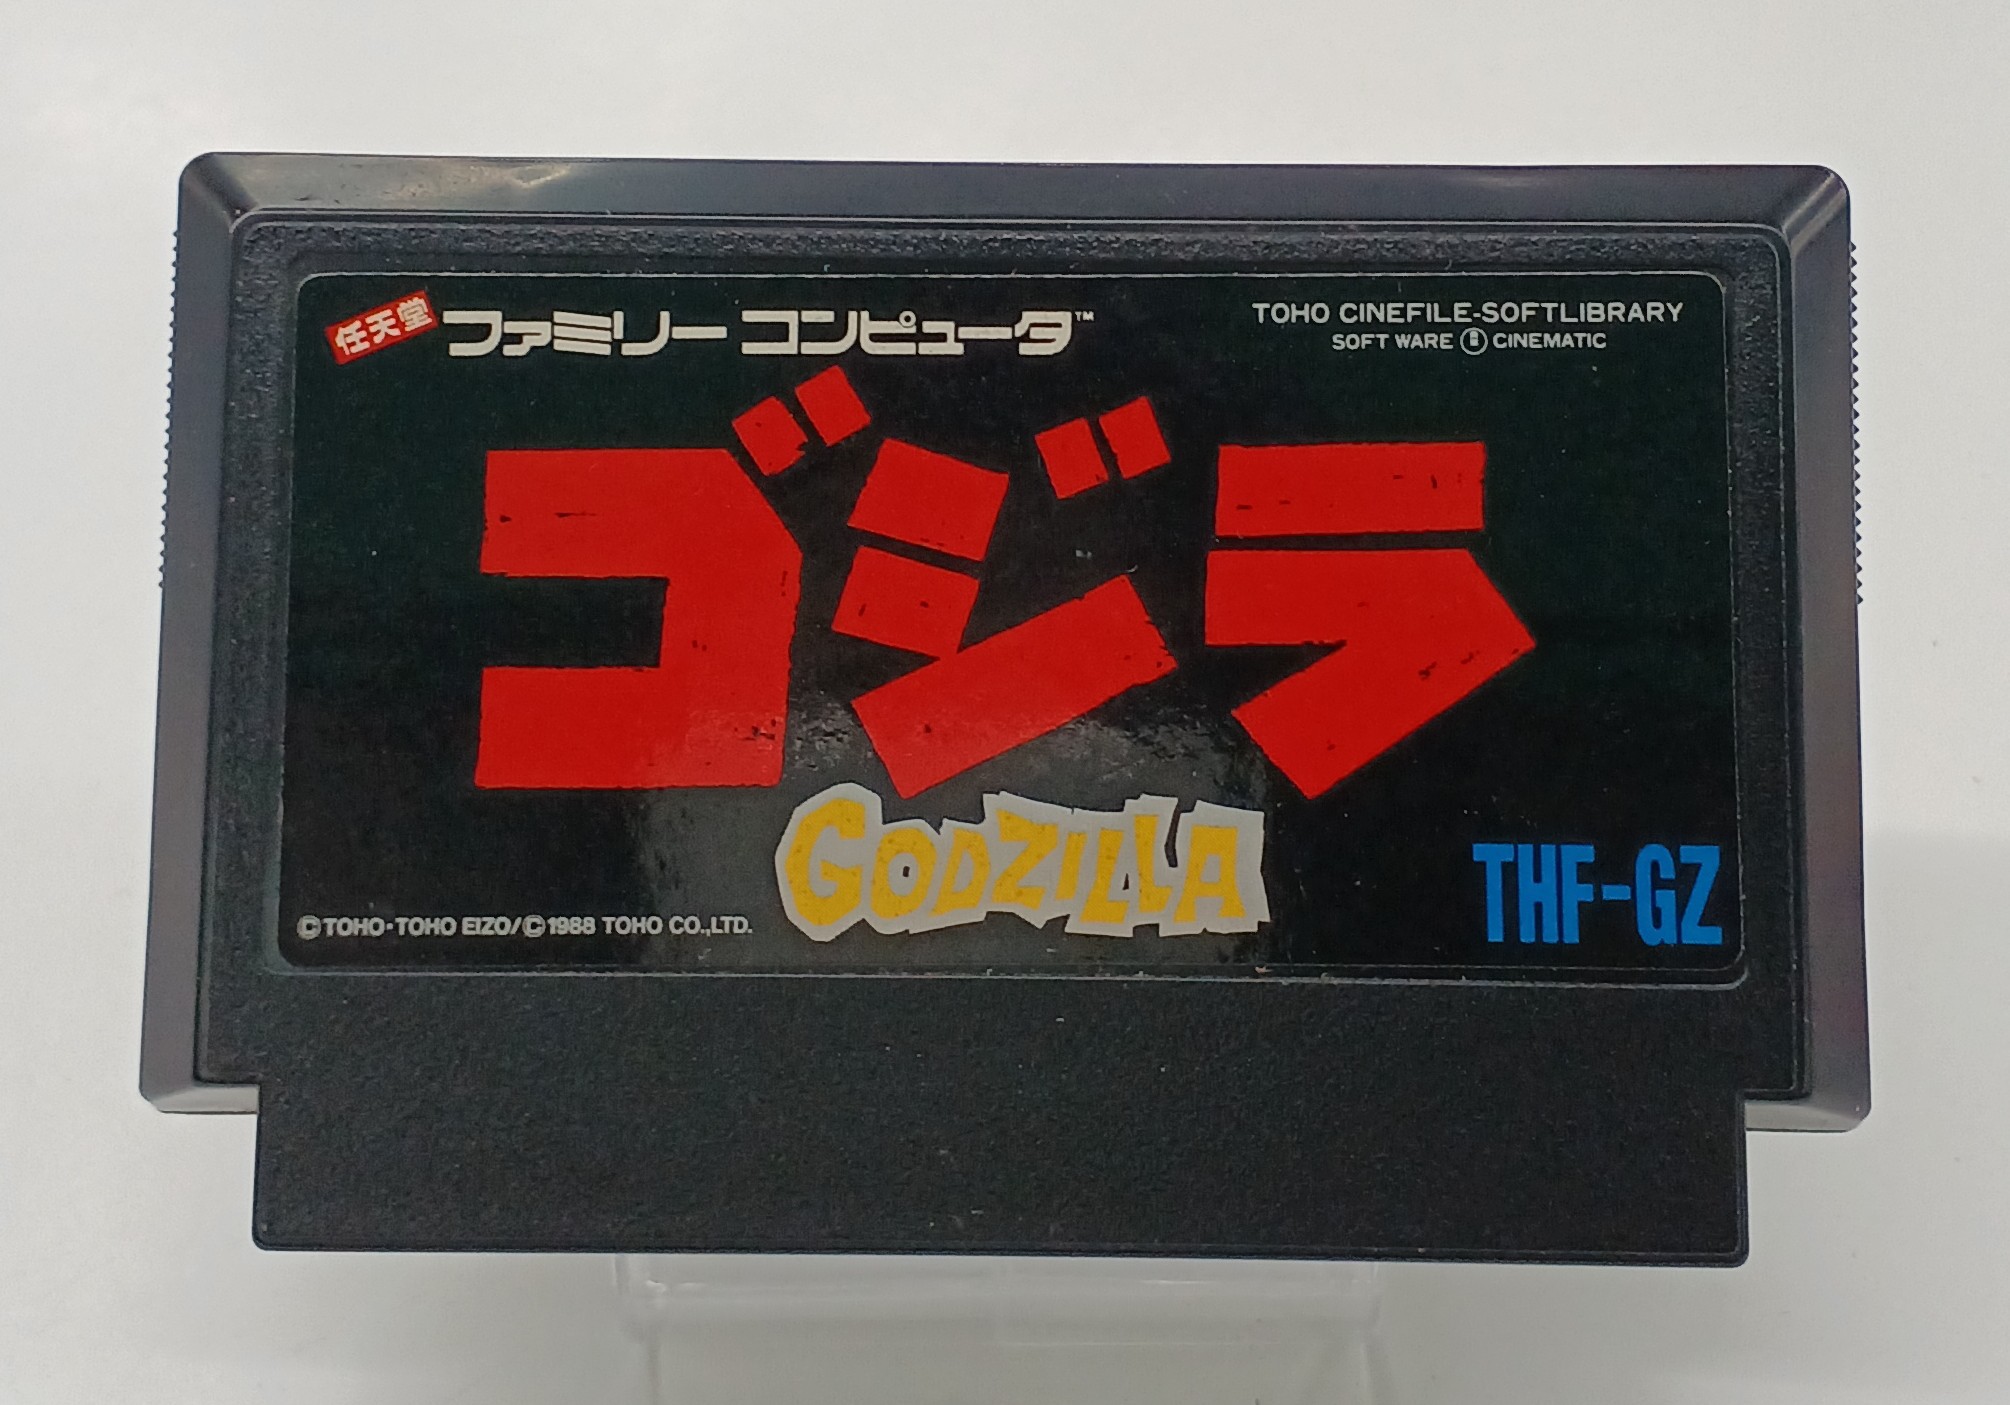 任天堂 ファミリーコンピュータ™
TOHO CINEFILE-SOFTLIBRARY
SOFT WARE CINEMATIC
ゴジラ
GODZILLA
THF-GZ
©TOHO・TOHO EIZO/©1988 TOHO CO.,LTD.